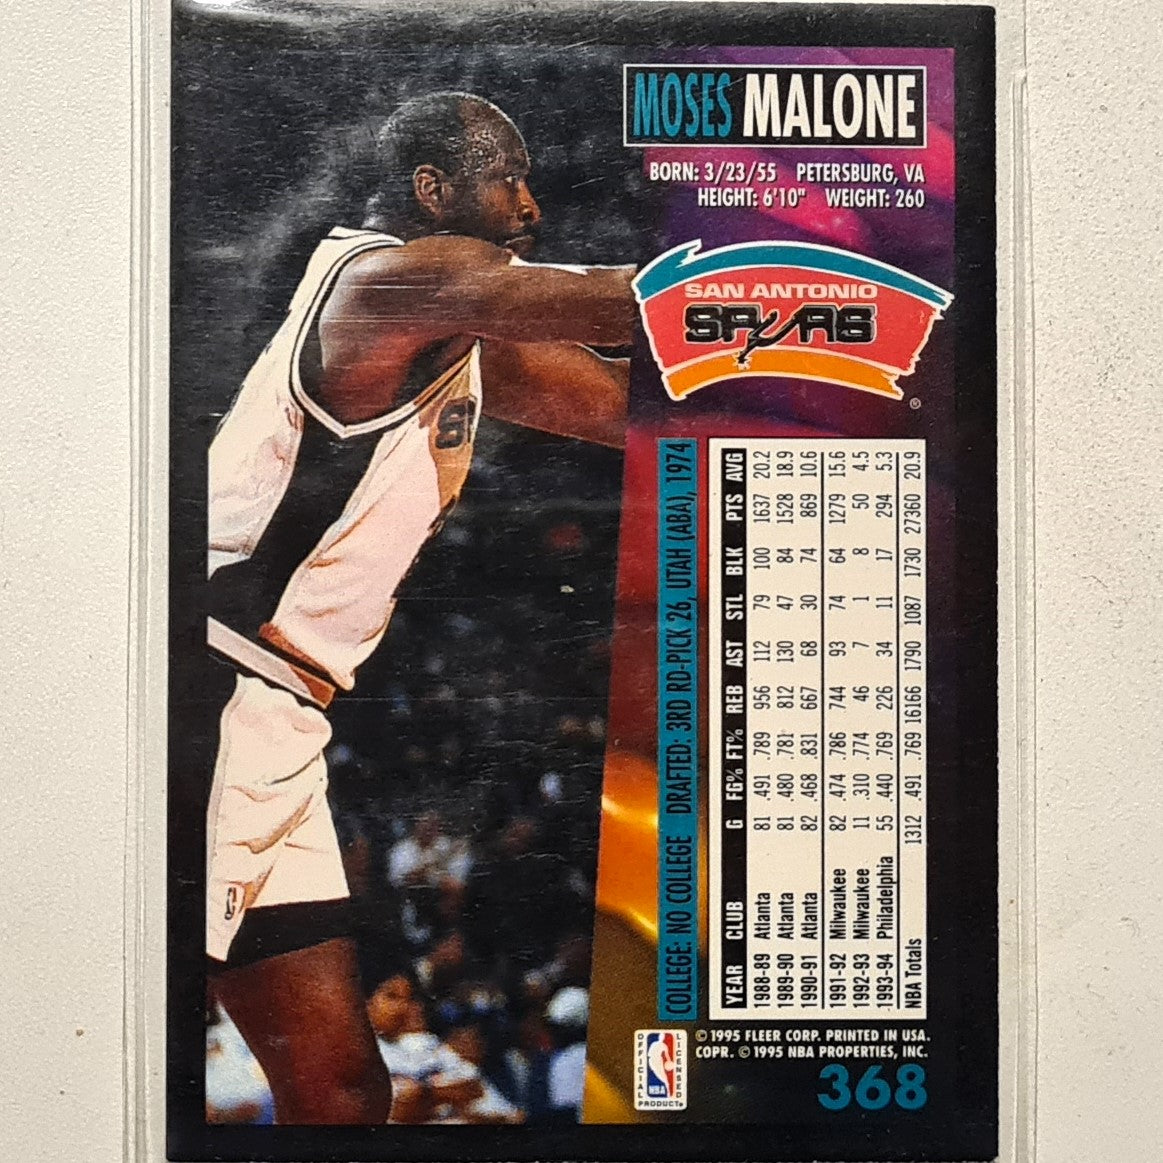 MOSES MALONE
BORN: 3/23/55 PETERSBURG, VA
HEIGHT: 6'10" WEIGHT: 260
SAN ANTONIO
SPURS
®
SP
COLLEGE: NO COLLEGE DRAFTED: 3RD RD-PICK 26, UTAH (ABA), 1974
YEAR CLUB G FG% FT% REB AST STL BLK PTS AVG
1988-89 Atlanta 81 .491 .789 956 112 79 100 1637 20.2
1989-90 Atlanta 81 .480 .781 812 130 47 84 1528 18.9
1990-91 Atlanta 82 .468 .831 667 68 30 74 869 10.6
1991-92 Milwaukee 82 .474 .786 744 93 74 64 1279 15.6
1992-93 Milwaukee 11 .310 .774 46 7 1 8 50 4.5
1993-94 Philadelphia 55 .440 .769 226 34 11 17 294 5.3
NBA Totals 1312 .491 .769 16166 1790 1087 1730 27360 20.9
OFFICIAL LICENSED
NBA
PRODUCT
© 1995 FLEER CORP. PRINTED IN USA.
COPR. © 1995 NBA PROPERTIES, INC.
368